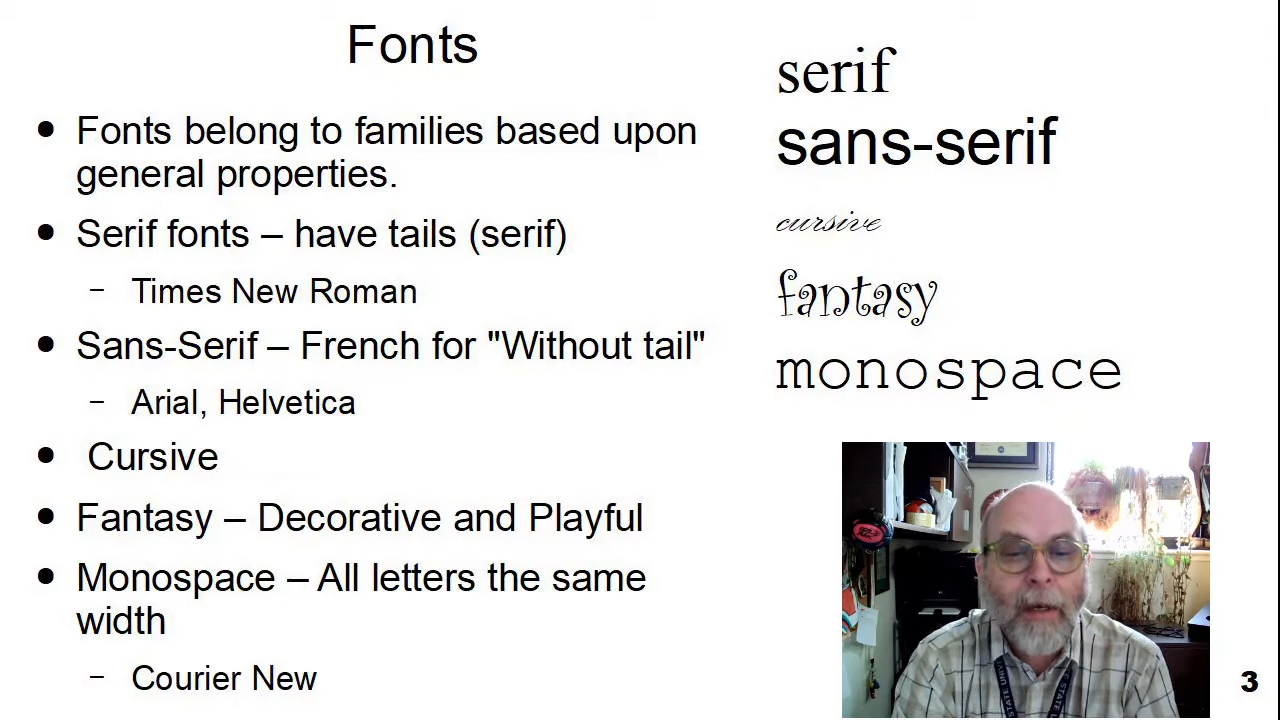 Fonts
● Fonts belong to families based upon
general properties.
● Serif fonts – have tails (serif)
– Times New Roman
● Sans-Serif – French for "Without tail"
– Arial, Helvetica
● Cursive
● Fantasy – Decorative and Playful
● Monospace – All letters the same
width
– Courier New
serif
sans-serif
cursive
fantasy
monospace
STATE
3